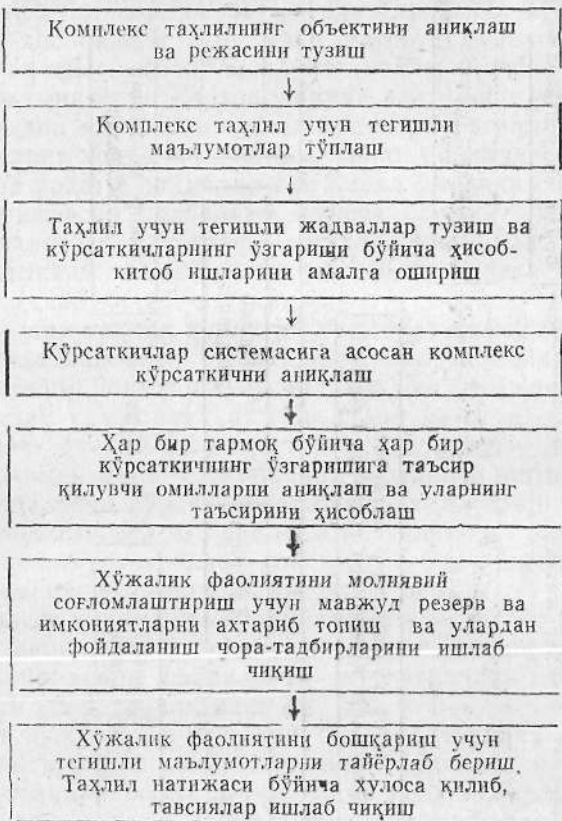 Комплекс таҳлилнинг объектини аниқлаш
ва режасини тузиш
Комплекс таҳлил учун тегишли
маълумотлар тўплаш
Таҳлил учун тегишли жадваллар тузиш ва
кўрсаткичларнинг ўзгариши бўйича ҳисоб-
китоб ишларини амалга ошириш
Кўрсаткичлар системасига асосан комплекс
кўрсаткични аниқлаш
Ҳар бир тармоқ бўйича ҳар бир
кўрсаткичнинг ўзгаришига таъсир
қилувчи омилларни аниқлаш ва уларнинг
таъсирини ҳисоблаш
Хўжалик фаолиятини молиявий
соғломлаштириш учун мавжуд резерв ва
имкониятларни ахтариб топиш ва улардан
фойдаланиш чора-тадбирларини ишлаб
чиқиш
Хўжалик фаолиятини бошқариш учун
тегишли маълумотларни тайёрлаб бериш.
Таҳлил натижаси бўйича хулоса қилиб,
тавсиялар ишлаб чиқиш